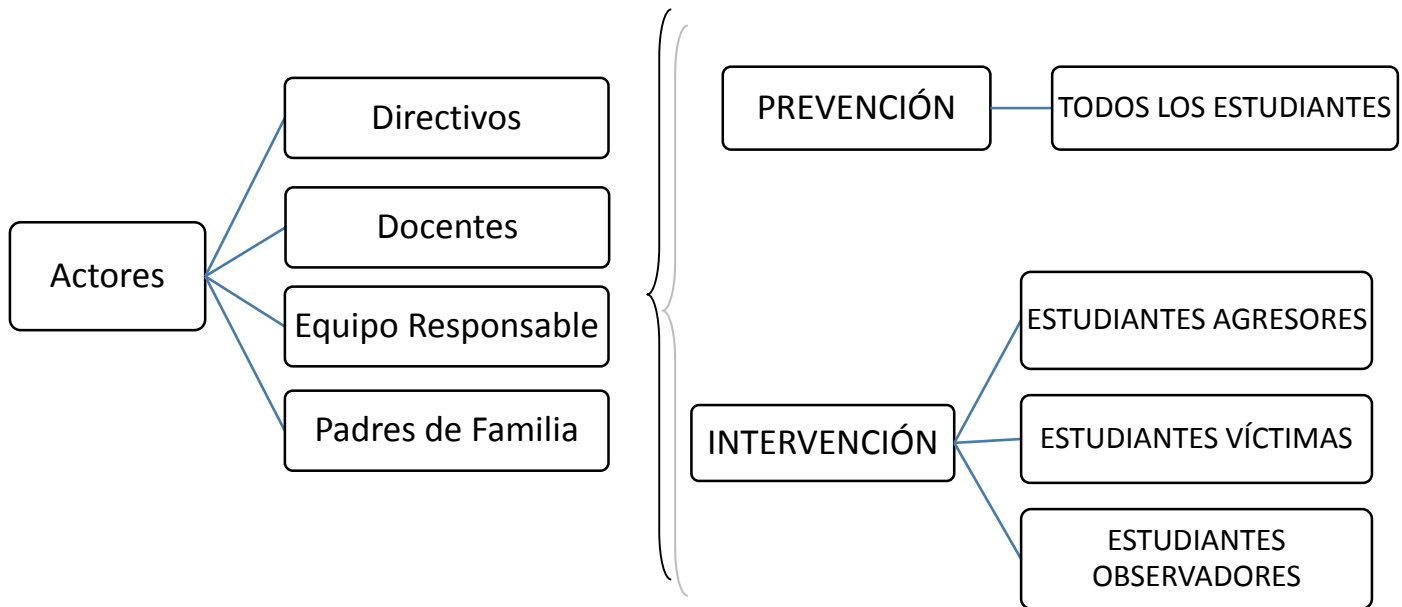 Actores
Directivos
Docentes
Equipo Responsable
Padres de Familia
PREVENCIÓN
TODOS LOS ESTUDIANTES
INTERVENCIÓN
ESTUDIANTES AGRESORES
ESTUDIANTES VÍCTIMAS
ESTUDIANTES
OBSERVADORES